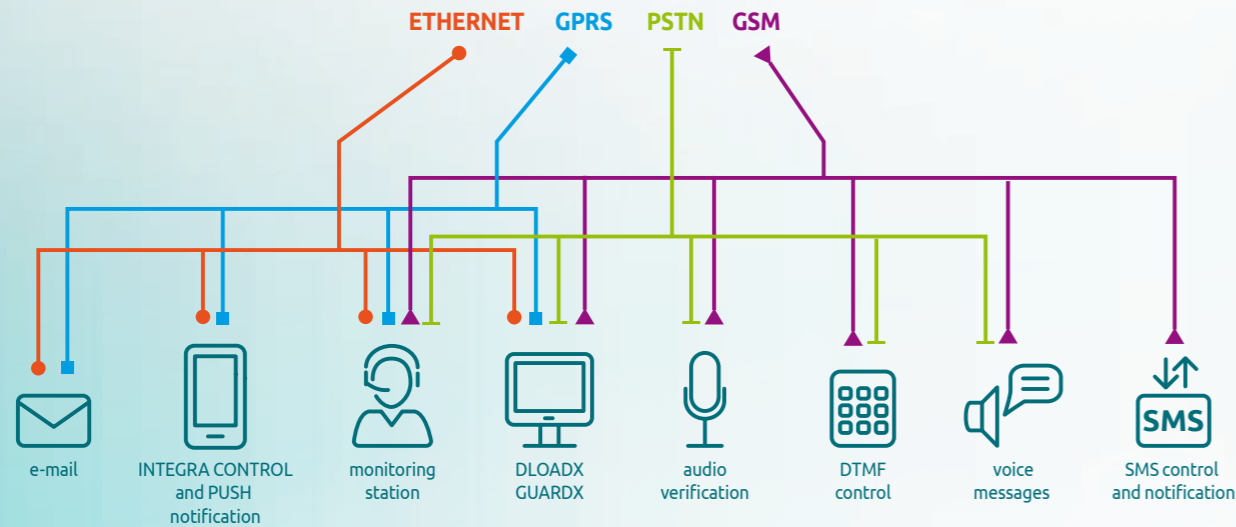 ETHERNET GPRS PSTN GSM
SMS
e-mail
INTEGRA CONTROL
and PUSH
notification
monitoring
station
DLOADX
GUARDX
audio
verification
DTMF
control
voice
messages
SMS control
and notification